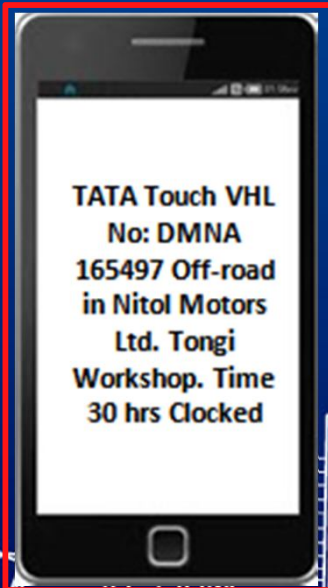 TATA Touch VHL
No: DMNA
165497 Off-road
in Nitol Motors
Ltd. Tongi
Workshop. Time
30 hrs Clocked